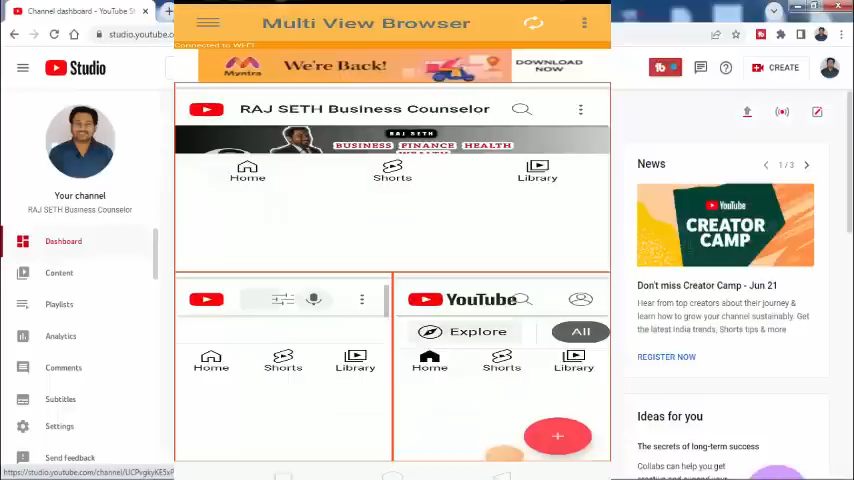 Channel dashboard - YouTube St
studio.youtube.co
Studio
CREATE
Your channel
RAJ SETH Business Counselor
Dashboard
Content
Playlists
Analytics
Comments
Subtitles
Settings
Send feedback
Multi View Browser
Connected to WI-FI
Myntra
We're Back!
DOWNLOAD
NOW
RAJ SETH Business Counselor
RAJ SETH
BUSINESS FINANCE HEALTH
Home
Shorts
Library
YouTube
Explore
All
Home
Shorts
Library
Home
Shorts
Library
News
1 / 3
YouTube
CREATOR
CAMP
Don't miss Creator Camp - Jun 21
Hear from top creators about their journey &
learn how to grow your channel sustainably. Get
the latest India trends, Shorts tips & more
REGISTER NOW
Ideas for you
The secrets of long-term success
Collabs can help you get